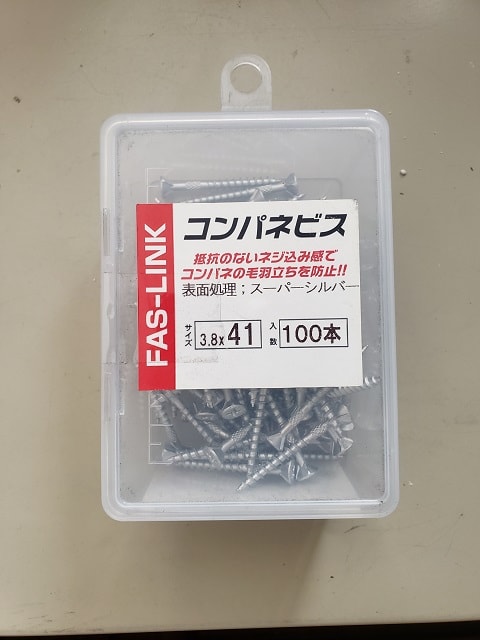 FAS-LINK
コンパネビス
抵抗のないネジ込み感で
コンパネの毛羽立ちを防止!!
表面処理；スーパーシルバー
サイズ 3.8x41 入数 100本